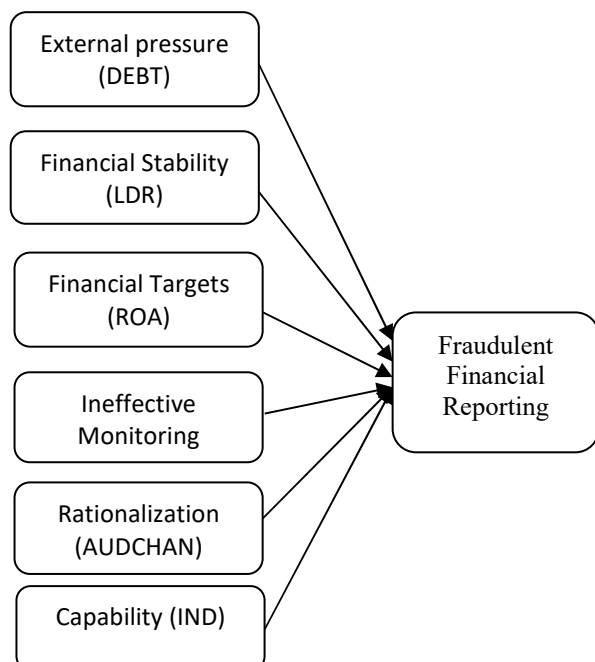 External pressure
(DEBT)
Financial Stability
(LDR)
Financial Targets
(ROA)
Ineffective
Monitoring
Rationalization
(AUDCHAN)
Capability (IND)
Fraudulent
Financial
Reporting